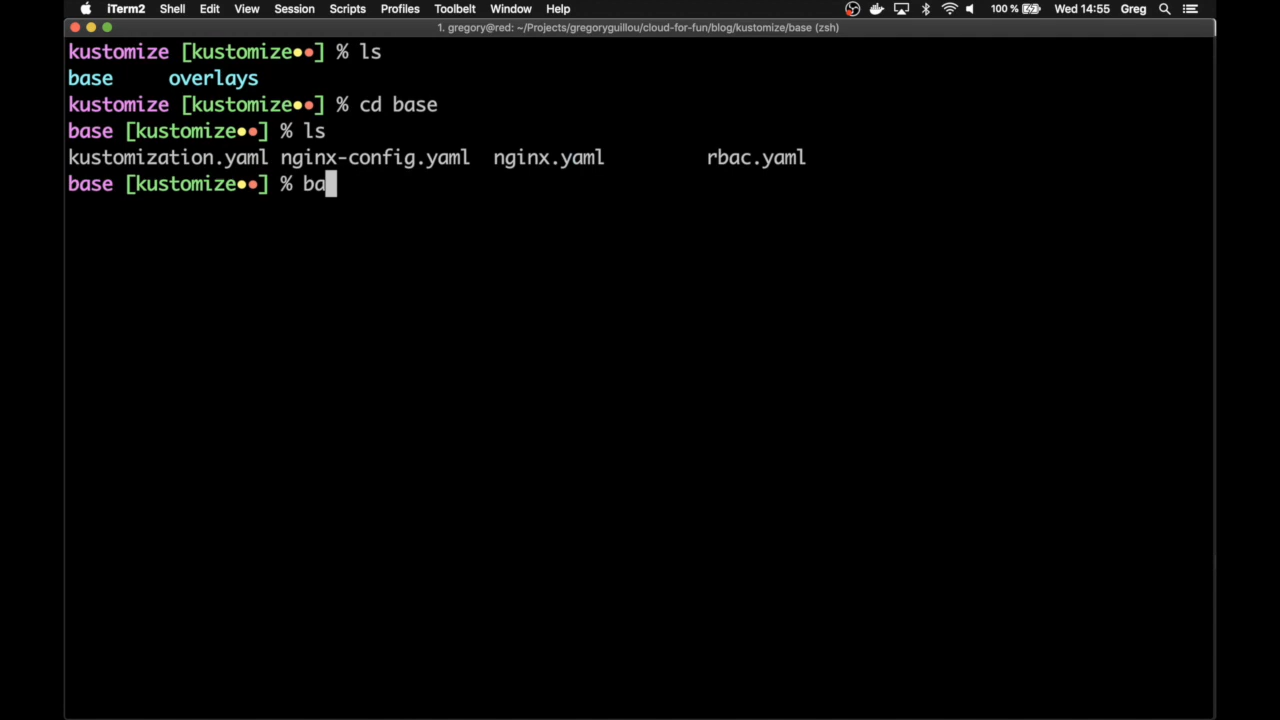 iTerm2 Shell Edit View Session Scripts Profiles Toolbelt Window Help 100 % Wed 14:55 Greg
1. gregory@red: ~/Projects/gregoryguillou/cloud-for-fun/blog/kustomize/base (zsh)
kustomize [kustomize●●] % ls
base overlays
kustomize [kustomize●●] % cd base
base [kustomize●●] % ls
kustomization.yaml nginx-config.yaml nginx.yaml rbac.yaml
base [kustomize●●] % ba